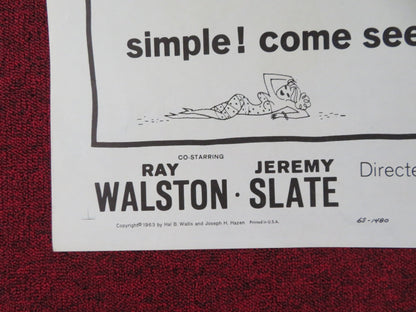 simple! come see
CO-STARRING
RAY JEREMY
WALSTON · SLATE
Directe
Copyright © 1963 by Hal B. Wallis and Joseph H. Hazen Printed in U.S.A.
63-1480